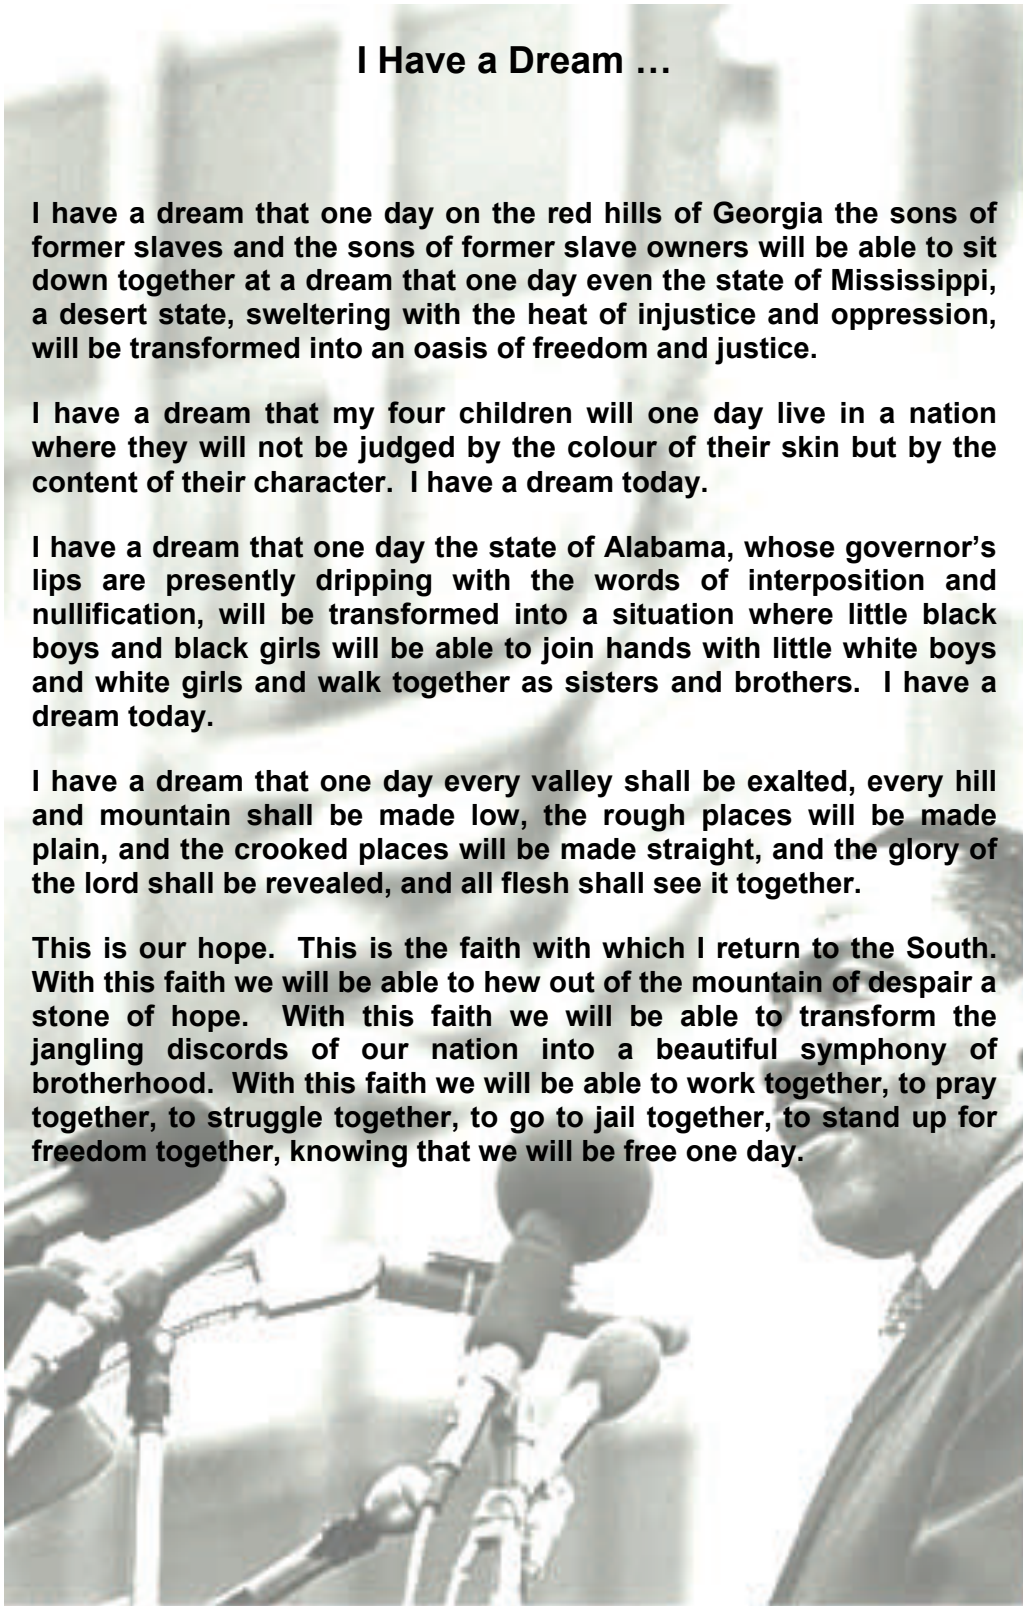 I Have a Dream …
I have a dream that one day on the red hills of Georgia the sons of
former slaves and the sons of former slave owners will be able to sit
down together at a dream that one day even the state of Mississippi,
a desert state, sweltering with the heat of injustice and oppression,
will be transformed into an oasis of freedom and justice.
I have a dream that my four children will one day live in a nation
where they will not be judged by the colour of their skin but by the
content of their character.  I have a dream today.
I have a dream that one day the state of Alabama, whose governor’s
lips are presently dripping with the words of interposition and
nullification, will be transformed into a situation where little black
boys and black girls will be able to join hands with little white boys
and white girls and walk together as sisters and brothers.  I have a
dream today.
I have a dream that one day every valley shall be exalted, every hill
and mountain shall be made low, the rough places will be made
plain, and the crooked places will be made straight, and the glory of
the lord shall be revealed, and all flesh shall see it together.
This is our hope.  This is the faith with which I return to the South.
With this faith we will be able to hew out of the mountain of despair a
stone of hope.  With this faith we will be able to transform the
jangling discords of our nation into a beautiful symphony of
brotherhood.  With this faith we will be able to work together, to pray
together, to struggle together, to go to jail together, to stand up for
freedom together, knowing that we will be free one day.